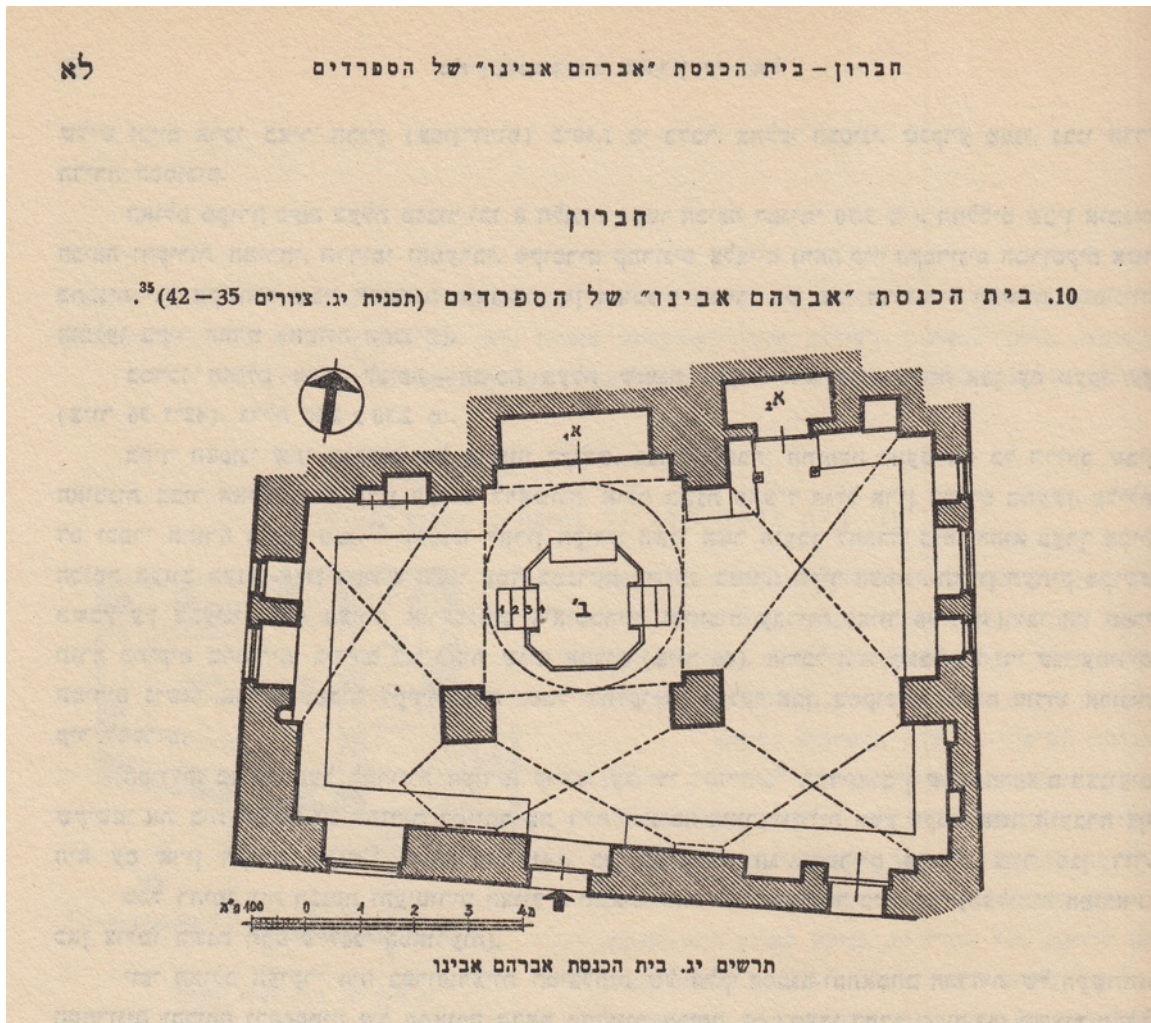 חברון – בית הכנסת "אברהם אבינו" של הספרדים
לא
חברון
10. בית הכנסת "אברהם אבינו" של הספרדים (תכנית יג. ציורים 35–42)³⁵.
א₁
א₂
ב'
1 2 3 4
100 ס"מ 0 1 2 3 4מ
תרשים יג. בית הכנסת אברהם אבינו